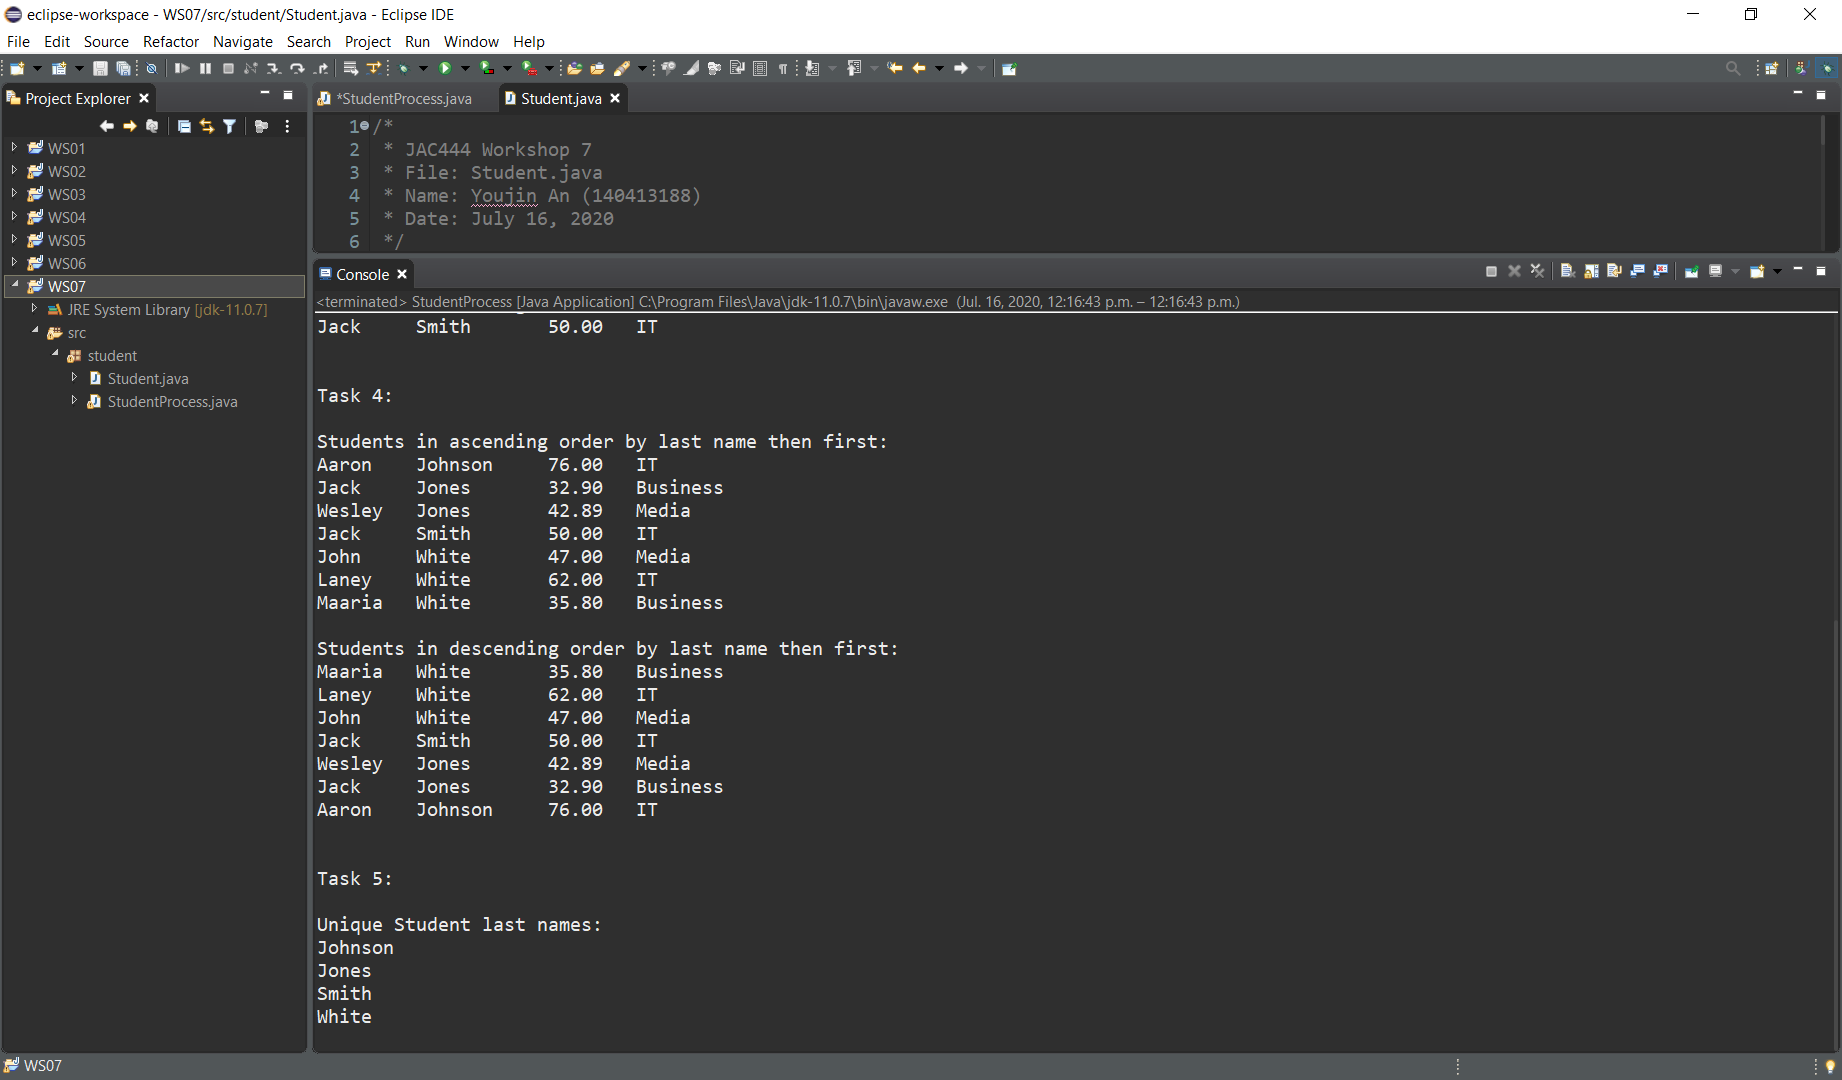 eclipse-workspace - WS07/src/student/Student.java - Eclipse IDE
File Edit Source Refactor Navigate Search Project Run Window Help
Project Explorer
WS01
WS02
WS03
WS04
WS05
WS06
WS07
JRE System Library [jdk-11.0.7]
src
student
Student.java
StudentProcess.java
*StudentProcess.java Student.java
1 /*
2 * JAC444 Workshop 7
3 * File: Student.java
4 * Name: Youjin An (140413188)
5 * Date: July 16, 2020
6 */
Console
<terminated> StudentProcess [Java Application] C:\Program Files\Java\jdk-11.0.7\bin\javaw.exe (Jul. 16, 2020, 12:16:43 p.m. – 12:16:43 p.m.)
Jack Smith 50.00 IT
Task 4:
Students in ascending order by last name then first:
Aaron Johnson 76.00 IT
Jack Jones 32.90 Business
Wesley Jones 42.89 Media
Jack Smith 50.00 IT
John White 47.00 Media
Laney White 62.00 IT
Maaria White 35.80 Business
Students in descending order by last name then first:
Maaria White 35.80 Business
Laney White 62.00 IT
John White 47.00 Media
Jack Smith 50.00 IT
Wesley Jones 42.89 Media
Jack Jones 32.90 Business
Aaron Johnson 76.00 IT
Task 5:
Unique Student last names:
Johnson
Jones
Smith
White
WS07